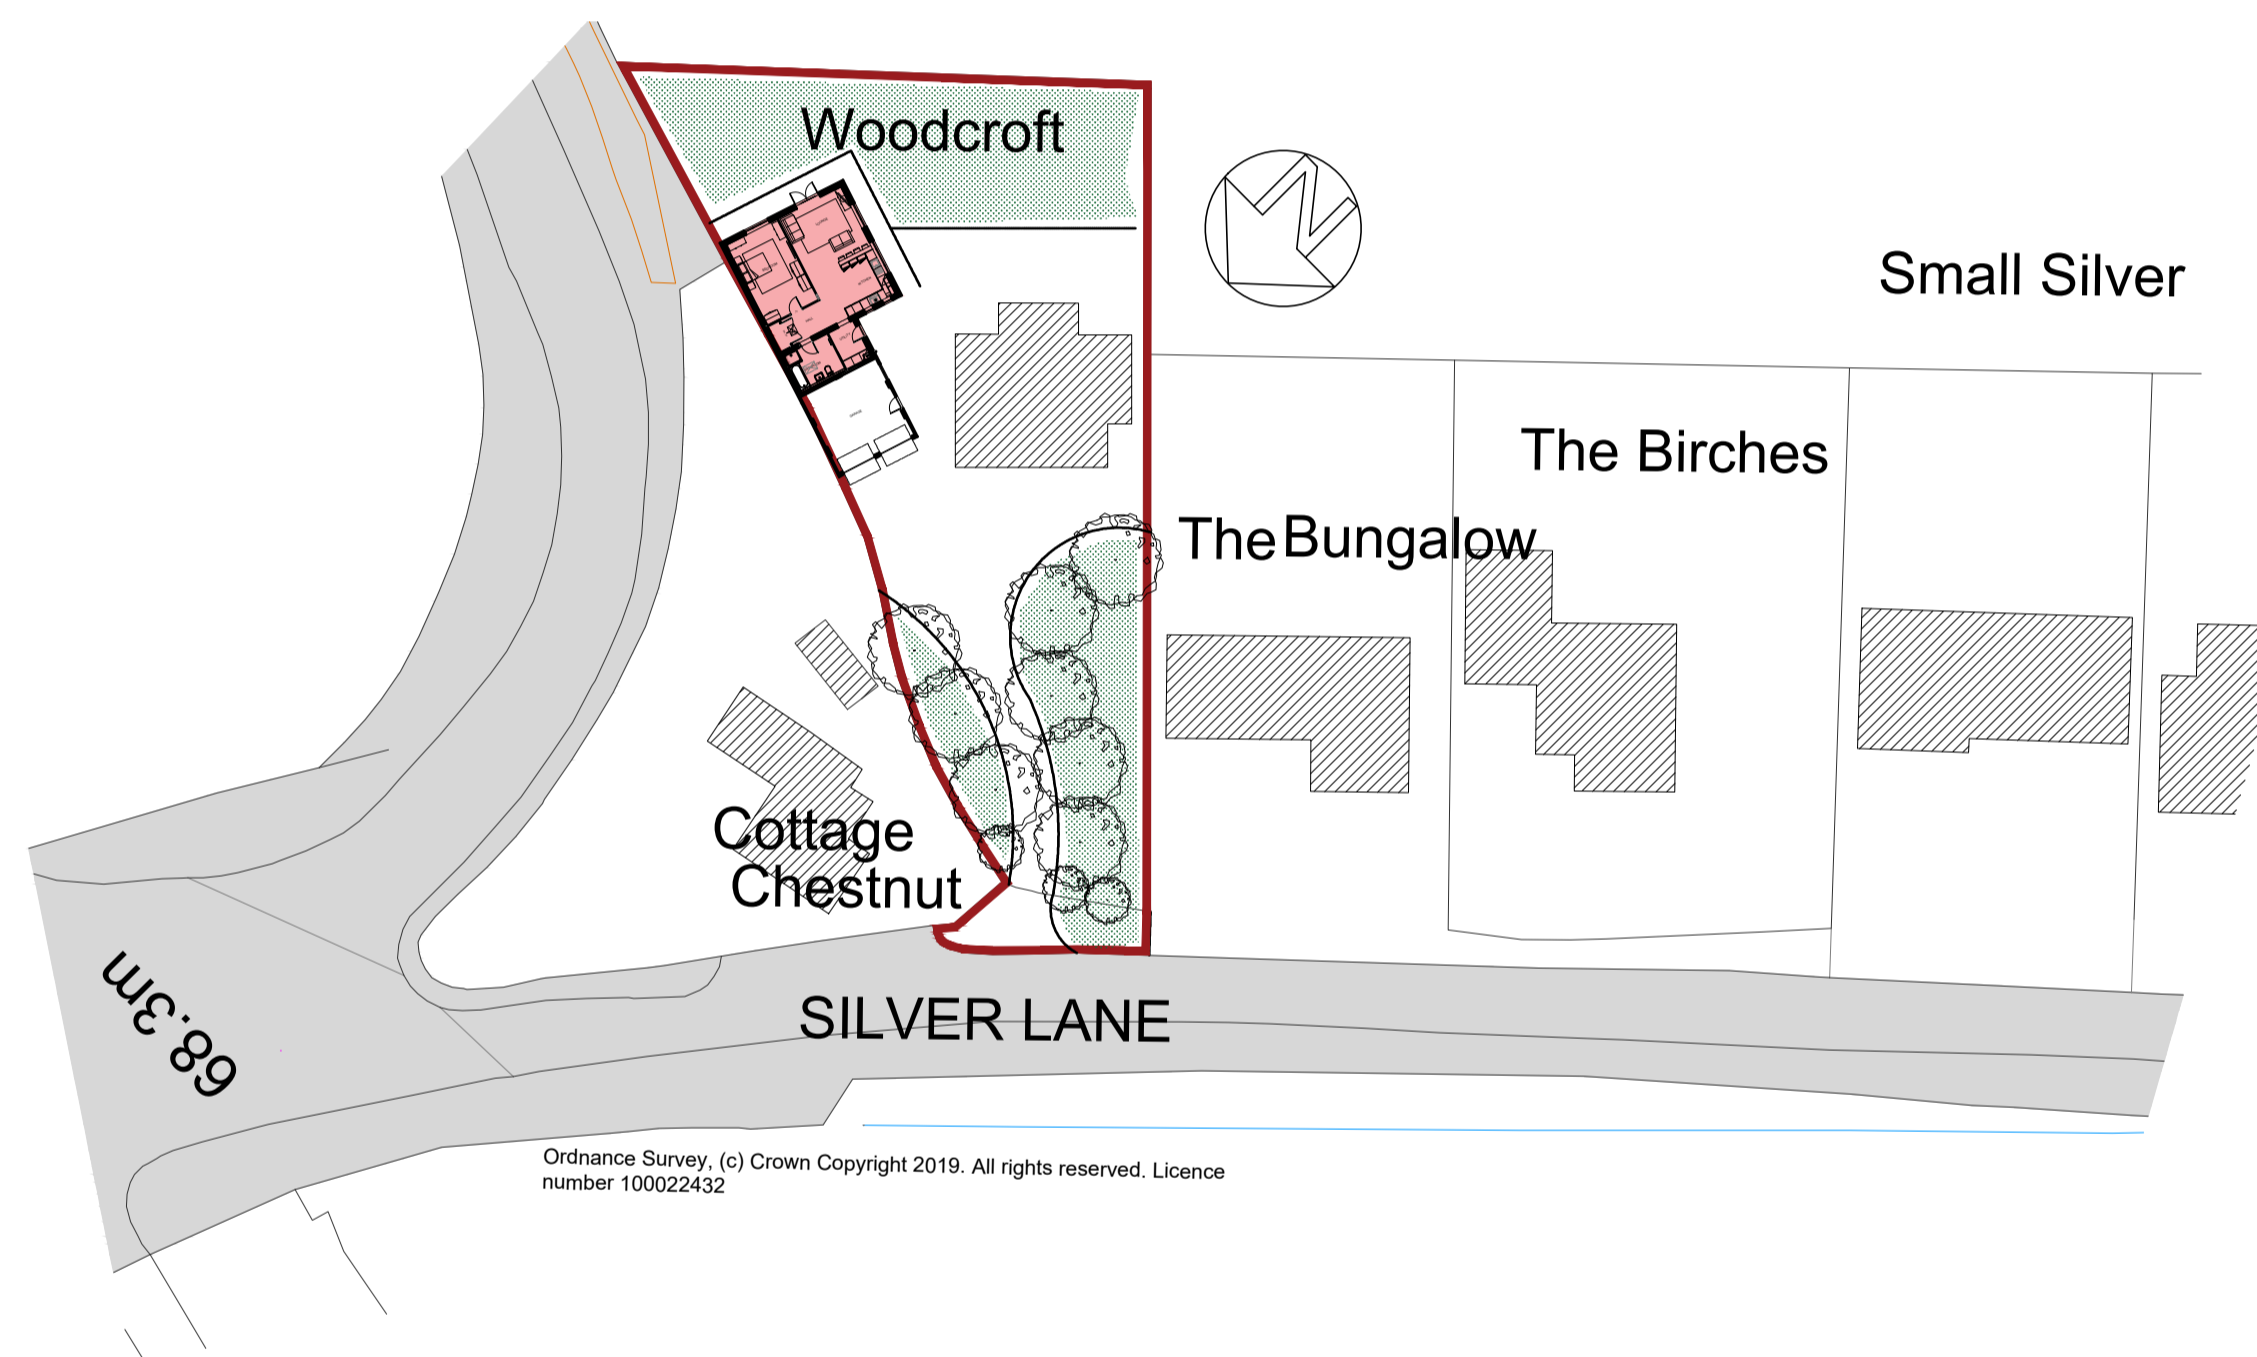 Woodcroft
Small Silver
The Birches
The Bungalow
Cottage
Chestnut
SILVER LANE
68.3m
Ordnance Survey, (c) Crown Copyright 2019. All rights reserved. Licence
number 100022432